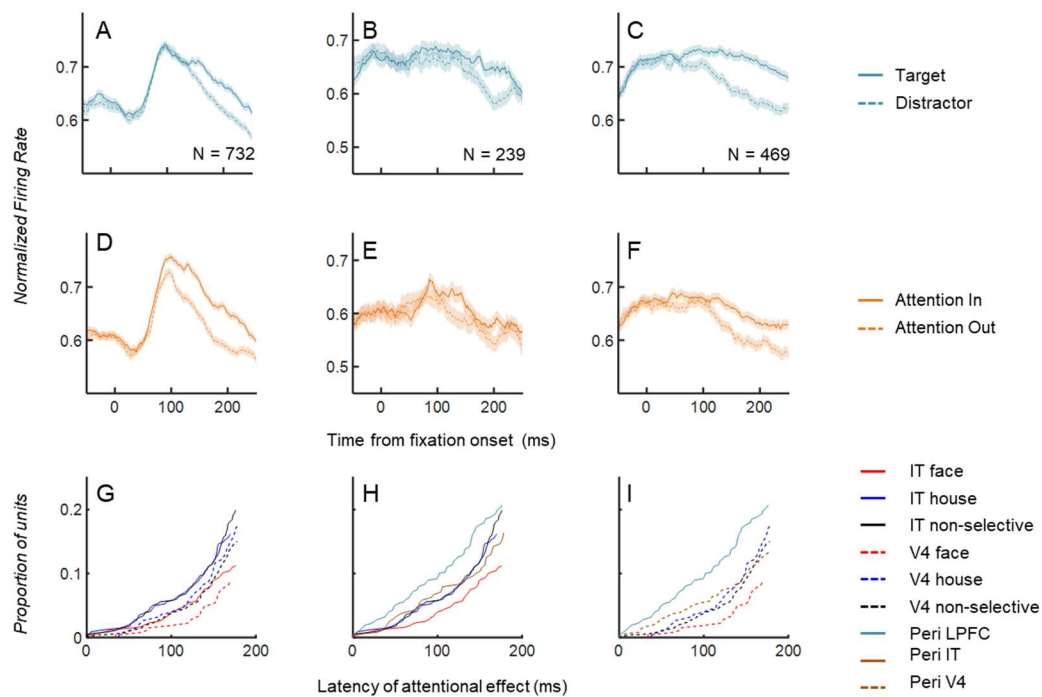 A
B
C
0.7
0.6
N = 732
0.7
0.6
0.5
N = 239
0.7
0.6
N = 469
Target
Distractor
Normalized Firing Rate
D
E
F
0.7
0.6
0 100 200
0.7
0.6
0.5
0 100 200
0.7
0.6
0 100 200
Attention In
Attention Out
Time from fixation onset (ms)
Proportion of units
G
H
I
0.2
0.1
0
0 100 200
0 100 200
0 100 200
Latency of attentional effect (ms)
IT face
IT house
IT non-selective
V4 face
V4 house
V4 non-selective
Peri LPFC
Peri IT
Peri V4